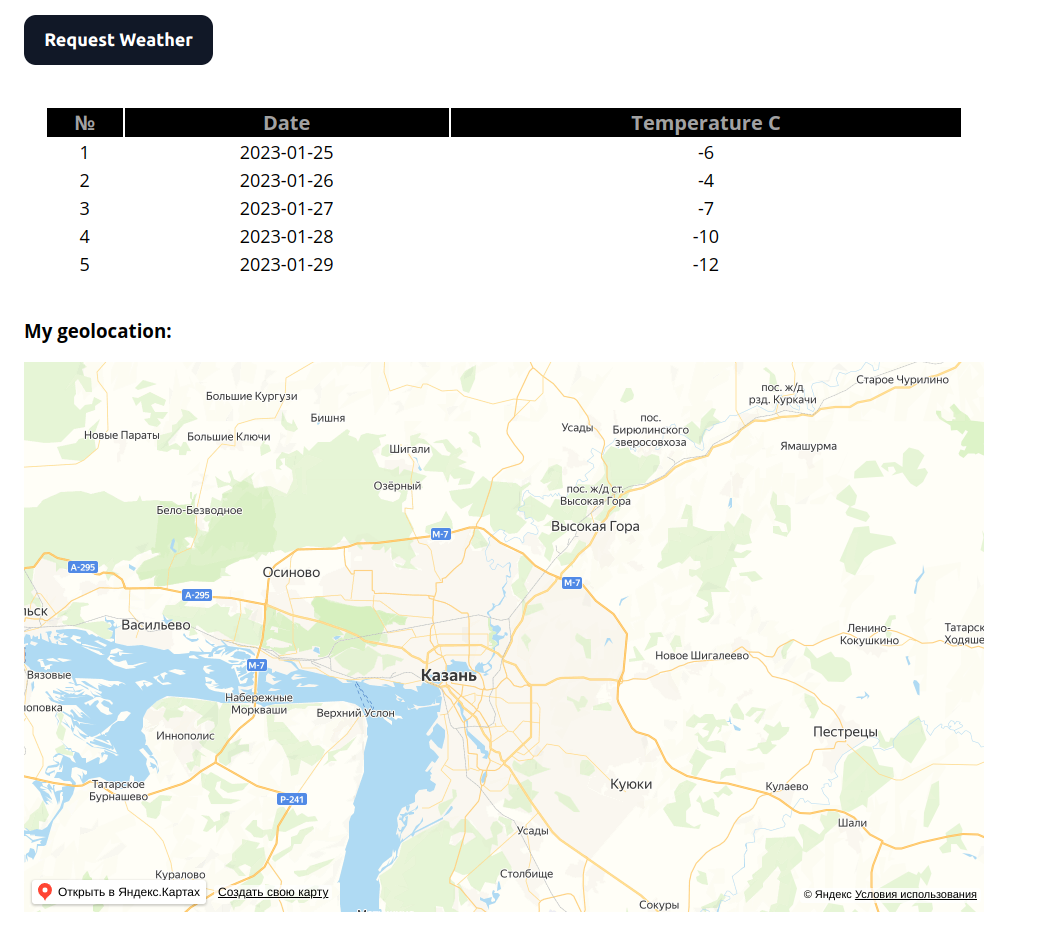 Request Weather
№ Date Temperature C
1 2023-01-25 -6
2 2023-01-26 -4
3 2023-01-27 -7
4 2023-01-28 -10
5 2023-01-29 -12
My geolocation:
Старое Чурилино
пос. ж/д
рзд. Куркачи
Большие Кургузи
Бишня
пос.
Бирюлинского
зверосовхоза
Усады
Новые Параты
Большие Ключи
Шигали
Ямашурма
Озёрный
пос. ж/д ст.
Высокая Гора
Бело-Безводное
Высокая Гора
М-7
А-295
Осиново
М-7
А-295
льск
Васильево
Ленино-
Кокушкино
Татарск
Ходяше
Новое Шигалеево
М-7
Вязовые
Казань
Набережные
Моркваши
поповка
Верхний Услон
Иннополис
Пестрецы
Татарское
Бурнашево
Куюки
Кулаево
Р-241
Шали
Усады
Куралово
Столбище
Открыть в Яндекс.Картах
Создать свою карту
© Яндекс Условия использования
Сокуры